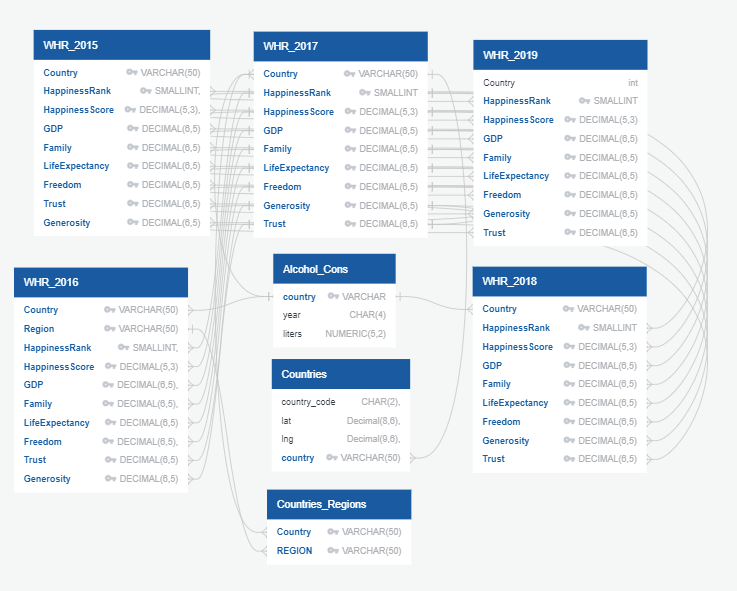 WHR_2015
Country VARCHAR(50)
HappinessRank SMALLINT,
HappinessScore DECIMAL(5,3),
GDP DECIMAL(6,5)
Family DECIMAL(6,5)
LifeExpectancy DECIMAL(6,5)
Freedom DECIMAL(6,5)
Trust DECIMAL(6,5)
Generosity DECIMAL(6,5)
WHR_2017
Country VARCHAR(50)
HappinessRank SMALLINT
HappinessScore DECIMAL(5,3)
GDP DECIMAL(6,5)
Family DECIMAL(6,5)
LifeExpectancy DECIMAL(6,5)
Freedom DECIMAL(6,5)
Generosity DECIMAL(6,5)
Trust DECIMAL(6,5)
WHR_2019
Country int
HappinessRank SMALLINT
HappinessScore DECIMAL(5,3)
GDP DECIMAL(6,5)
Family DECIMAL(6,5)
LifeExpectancy DECIMAL(6,5)
Freedom DECIMAL(6,5)
Generosity DECIMAL(6,5)
Trust DECIMAL(6,5)
WHR_2016
Country VARCHAR(50)
Region VARCHAR(50)
HappinessRank SMALLINT,
HappinessScore DECIMAL(5,3)
GDP DECIMAL(6,5),
Family DECIMAL(6,5)
LifeExpectancy DECIMAL(6,5)
Freedom DECIMAL(6,5),
Trust DECIMAL(6,5)
Generosity DECIMAL(6,5)
Alcohol_Cons
country VARCHAR
year CHAR(4)
liters NUMERIC(5,2)
Countries
country_code CHAR(2),
lat Decimal(8,6),
lng Decimal(9,6),
country VARCHAR(50)
Countries_Regions
Country VARCHAR(50)
REGION VARCHAR(50)
WHR_2018
Country VARCHAR(50)
HappinessRank SMALLINT
HappinessScore DECIMAL(5,3)
GDP DECIMAL(6,5)
Family DECIMAL(6,5)
LifeExpectancy DECIMAL(6,5)
Freedom DECIMAL(6,5)
Generosity DECIMAL(6,5)
Trust DECIMAL(6,5)